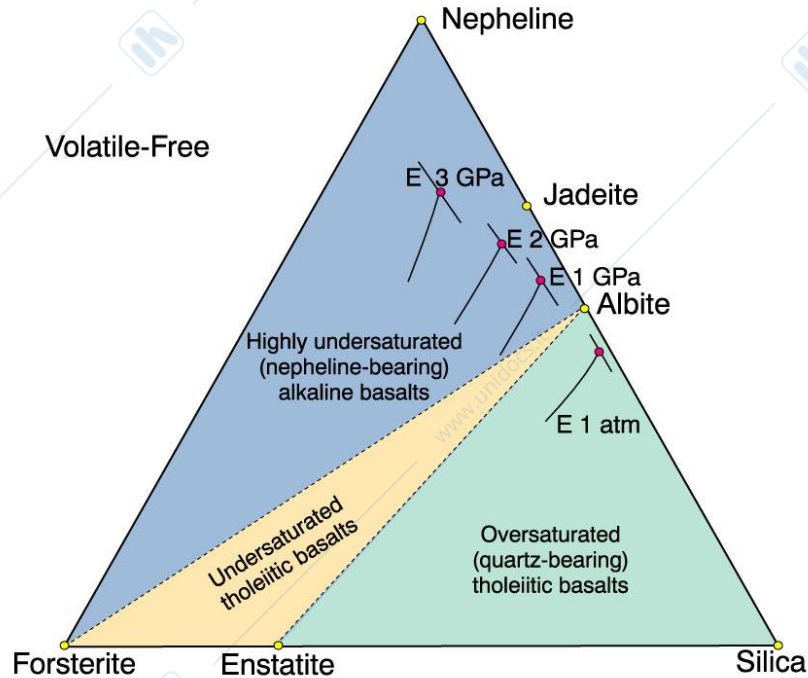 Nepheline
Volatile-Free
E 3 GPa
Jadeite
E 2 GPa
E 1 GPa
Albite
Highly undersaturated
(nepheline-bearing)
alkaline basalts
E 1 atm
Undersaturated
tholeiitic basalts
Oversaturated
(quartz-bearing)
tholeiitic basalts
Forsterite
Enstatite
Silica